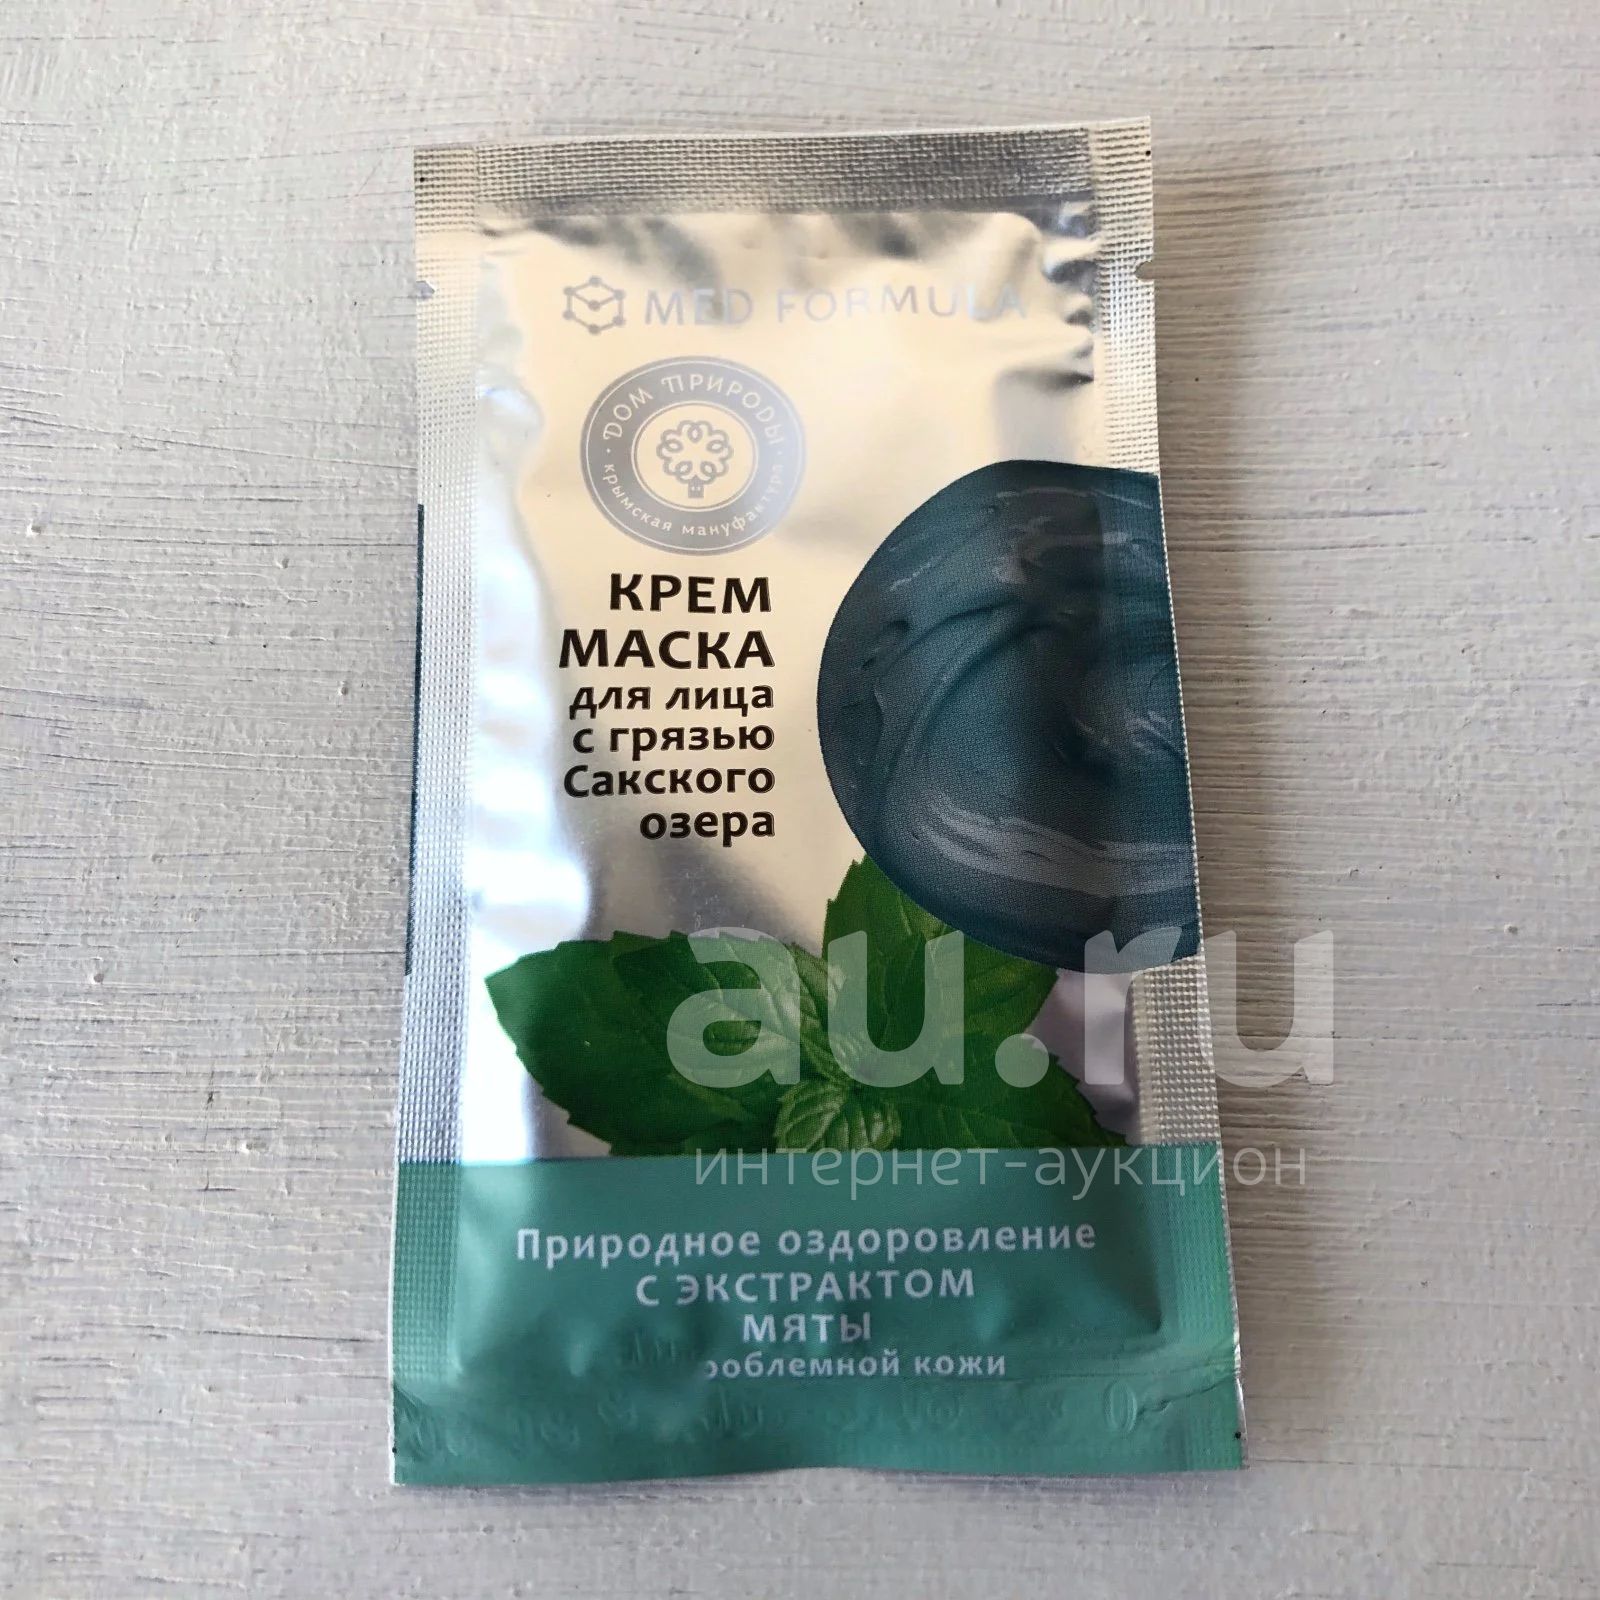 MED FORMULA
ДОМ ПРИРОДЫ
крымская мануфактура
КРЕМ
МАСКА
для лица
с грязью
Сакского
озера
au.ru
интернет-аукцион
Природное оздоровление
С ЭКСТРАКТОМ
МЯТЫ
роблемной кожи